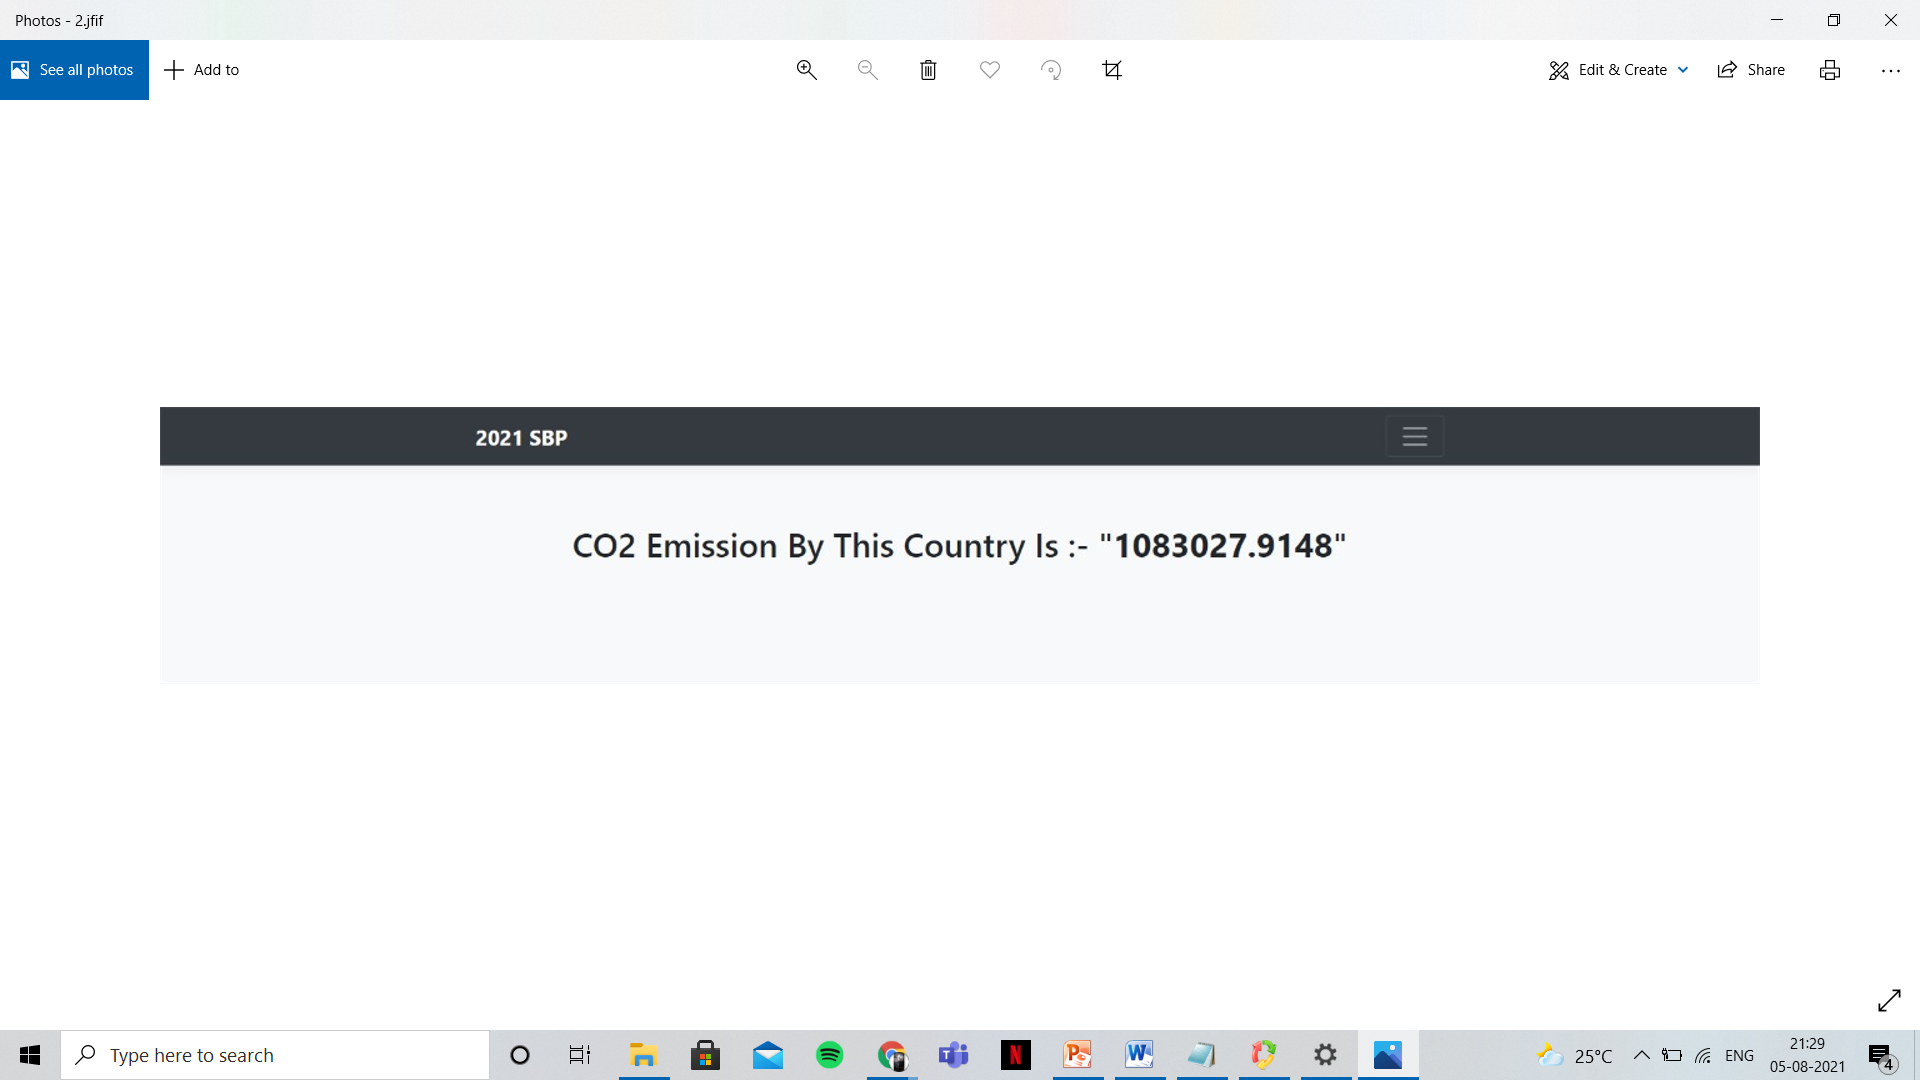 Photos - 2.jfif
See all photos
Add to
Edit & Create
Share
2021 SBP
CO2 Emission By This Country Is :- "1083027.9148"
Type here to search
25°C
ENG
21:29
05-08-2021
4